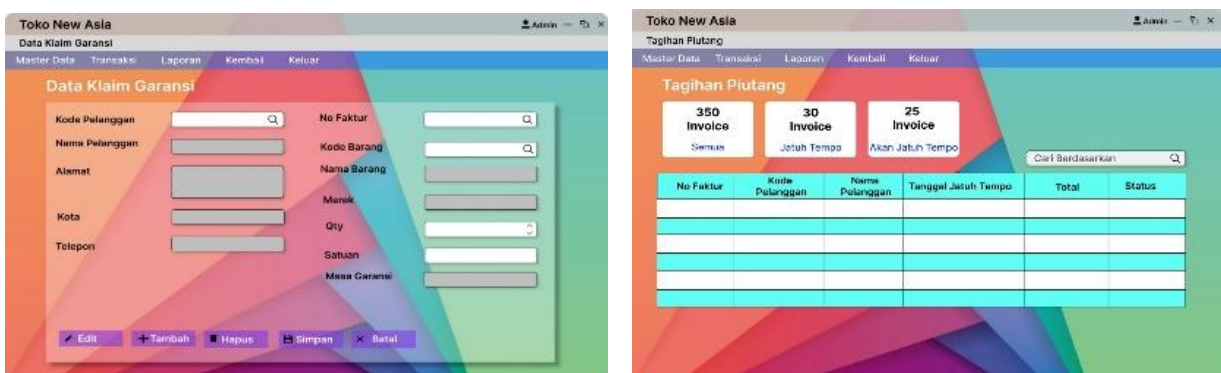 Toko New Asia
Admin
Data Klaim Garansi
Master Data Transaksi Laporan Kembali Keluar
Data Klaim Garansi
Kode Pelanggan
Nama Pelanggan
Alamat
Kota
Telepon
No Faktur
Kode Barang
Nama Barang
Merek
Qty
Satuan
Masa Garansi
Edit Tambah Hapus Simpan Batal
Toko New Asia
Admin
Tagihan Piutang
Master Data Transaksi Laporan Kembali Keluar
Tagihan Piutang
350
Invoice
Semua
30
Invoice
Jatuh Tempo
25
Invoice
Akan Jatuh Tempo
Cari Berdasarkan
No Faktur Kode Pelanggan Nama Pelanggan Tanggal Jatuh Tempo Total Status